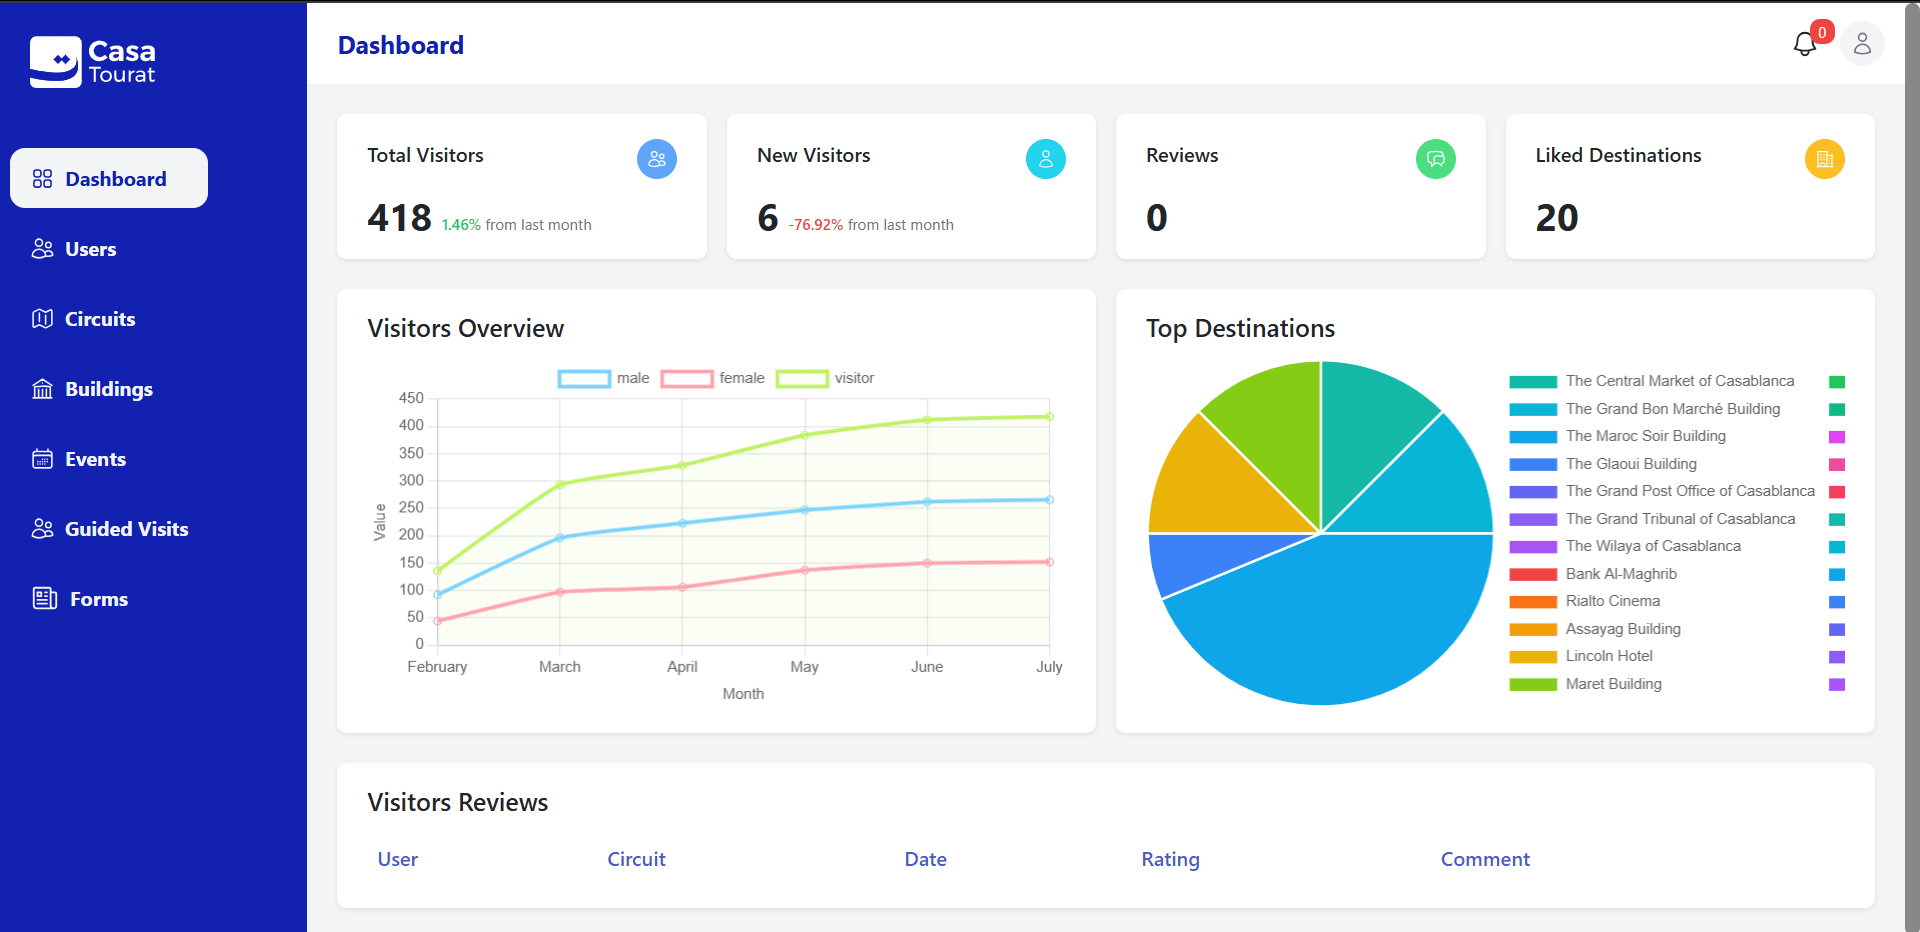 Casa
Tourat
Dashboard
Users
Circuits
Buildings
Events
Guided Visits
Forms
Dashboard
0
Total Visitors
418 1.46% from last month
New Visitors
6 -76.92% from last month
Reviews
0
Liked Destinations
20
Visitors Overview
male female visitor
450
400
350
300
250
200
150
100
50
0
Value
February March April May June July
Month
Top Destinations
The Central Market of Casablanca
The Grand Bon Marché Building
The Maroc Soir Building
The Glaoui Building
The Grand Post Office of Casablanca
The Grand Tribunal of Casablanca
The Wilaya of Casablanca
Bank Al-Maghrib
Rialto Cinema
Assayag Building
Lincoln Hotel
Maret Building
Visitors Reviews
User Circuit Date Rating Comment